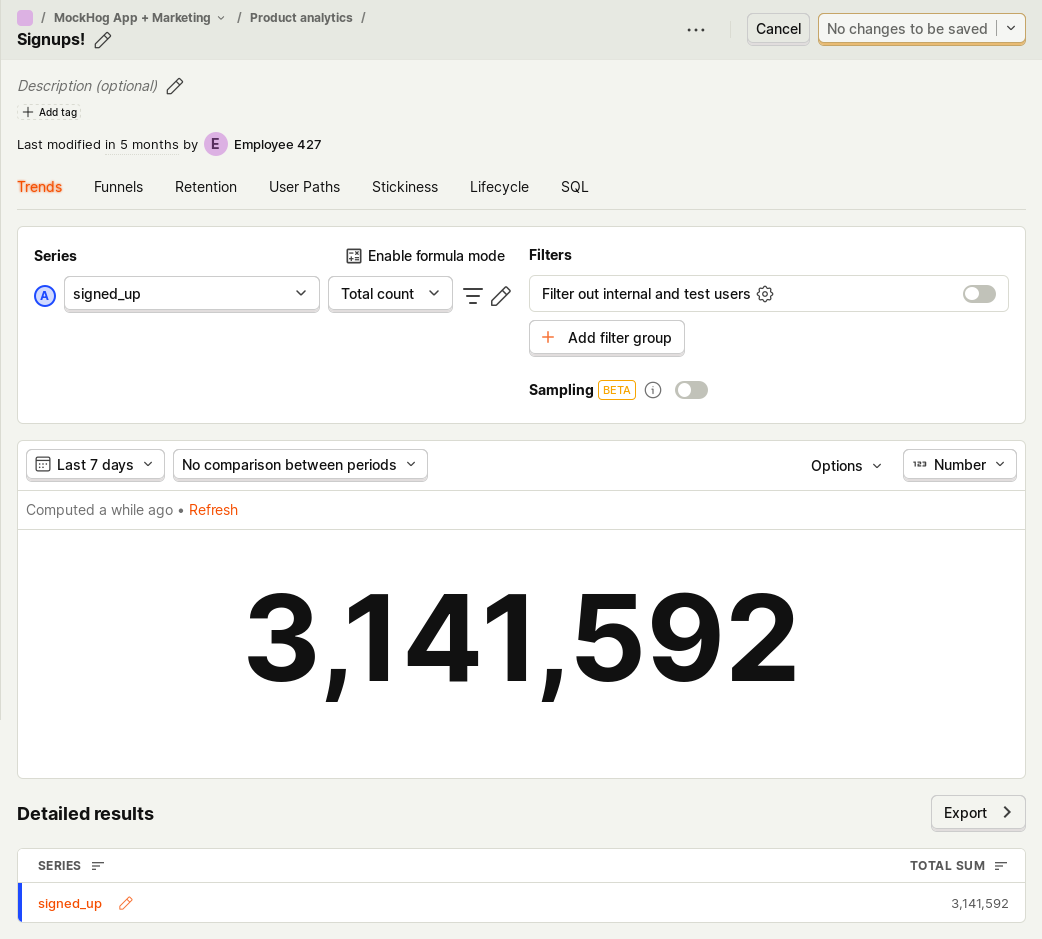 / MockHog App + Marketing / Product analytics /
Signups!
Cancel
No changes to be saved
Description (optional)
Add tag
Last modified in 5 months by E Employee 427
Trends Funnels Retention User Paths Stickiness Lifecycle SQL
Series
Enable formula mode
A signed_up
Total count
Filters
Filter out internal and test users
Add filter group
Sampling BETA
Last 7 days
No comparison between periods
Options
123 Number
Computed a while ago • Refresh
3,141,592
Detailed results
Export
SERIES
TOTAL SUM
signed_up
3,141,592